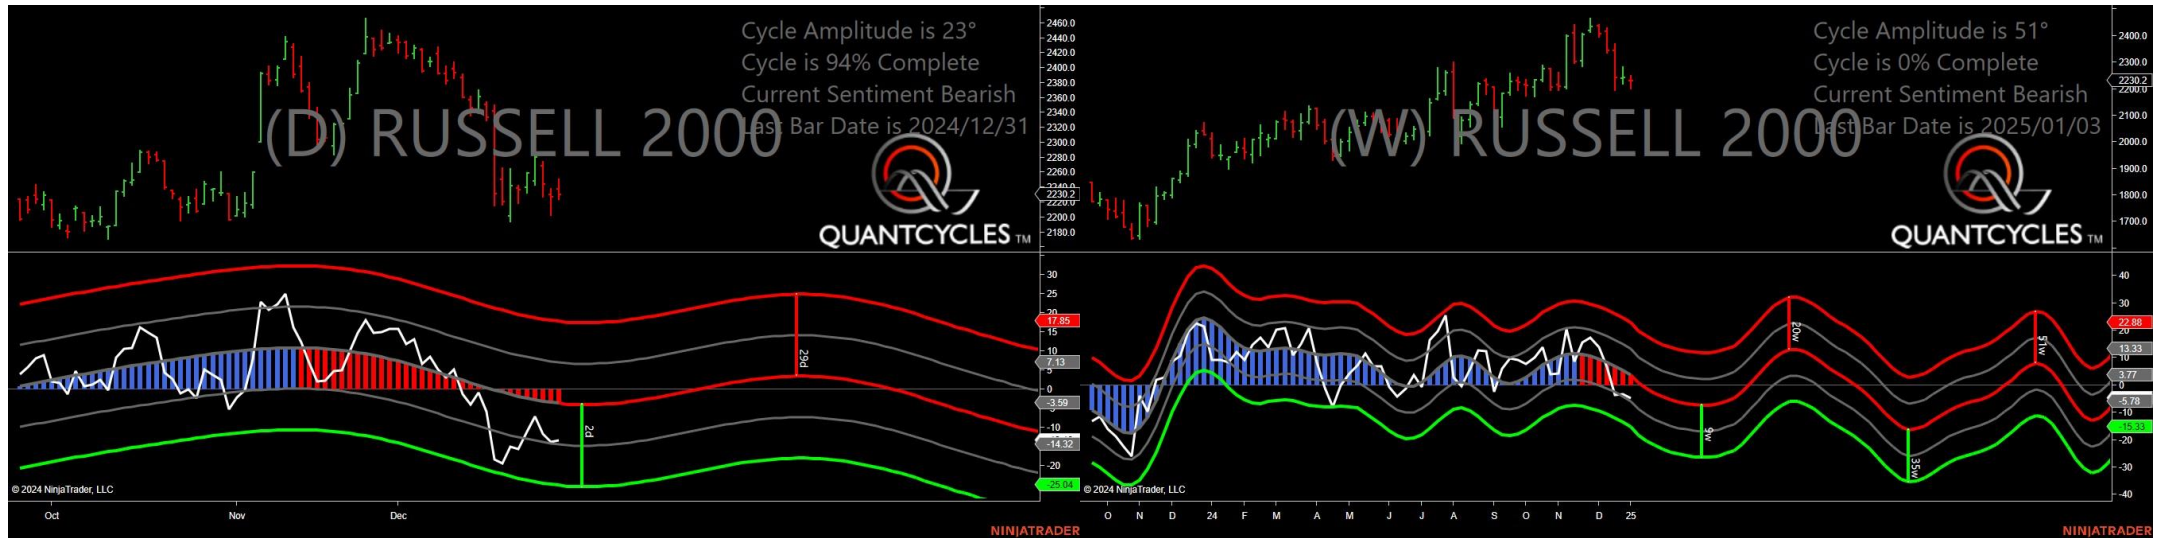 Cycle Amplitude is 23°
Cycle is 94% Complete
Current Sentiment Bearish
Last Bar Date is 2024/12/31
(D) RUSSELL 2000
QUANTCYCLES TM
2460.0
2440.0
2420.0
2400.0
2380.0
2360.0
2340.0
2320.0
2300.0
2280.0
2260.0
2230.2
2200.0
2180.0
30
25
17.85
15
10
7.13
0
-3.59
-10
-14.32
-20
-25.04
29d
2d
© 2024 NinjaTrader, LLC
Oct Nov Dec
NINJATRADER
Cycle Amplitude is 51°
Cycle is 0% Complete
Current Sentiment Bearish
Last Bar Date is 2025/01/03
(W) RUSSELL 2000
QUANTCYCLES TM
2400.0
2300.0
2230.2
2200.0
2100.0
2000.0
1900.0
1800.0
1700.0
40
30
22.88
13.33
10
3.77
0
-5.78
-10
-15.33
-20
-30
-40
20w
51w
9w
35w
© 2024 NinjaTrader, LLC
O N D 24 F M A M J J A S O N D 25
NINJATRADER